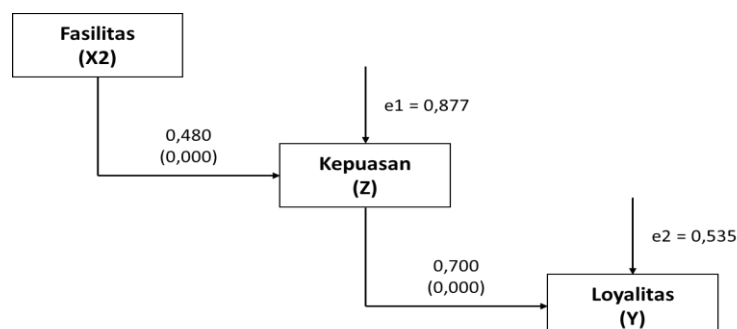 Fasilitas
(X2)
e1 = 0,877
0,480
(0,000)
Kepuasan
(Z)
e2 = 0,535
0,700
(0,000)
Loyalitas
(Y)